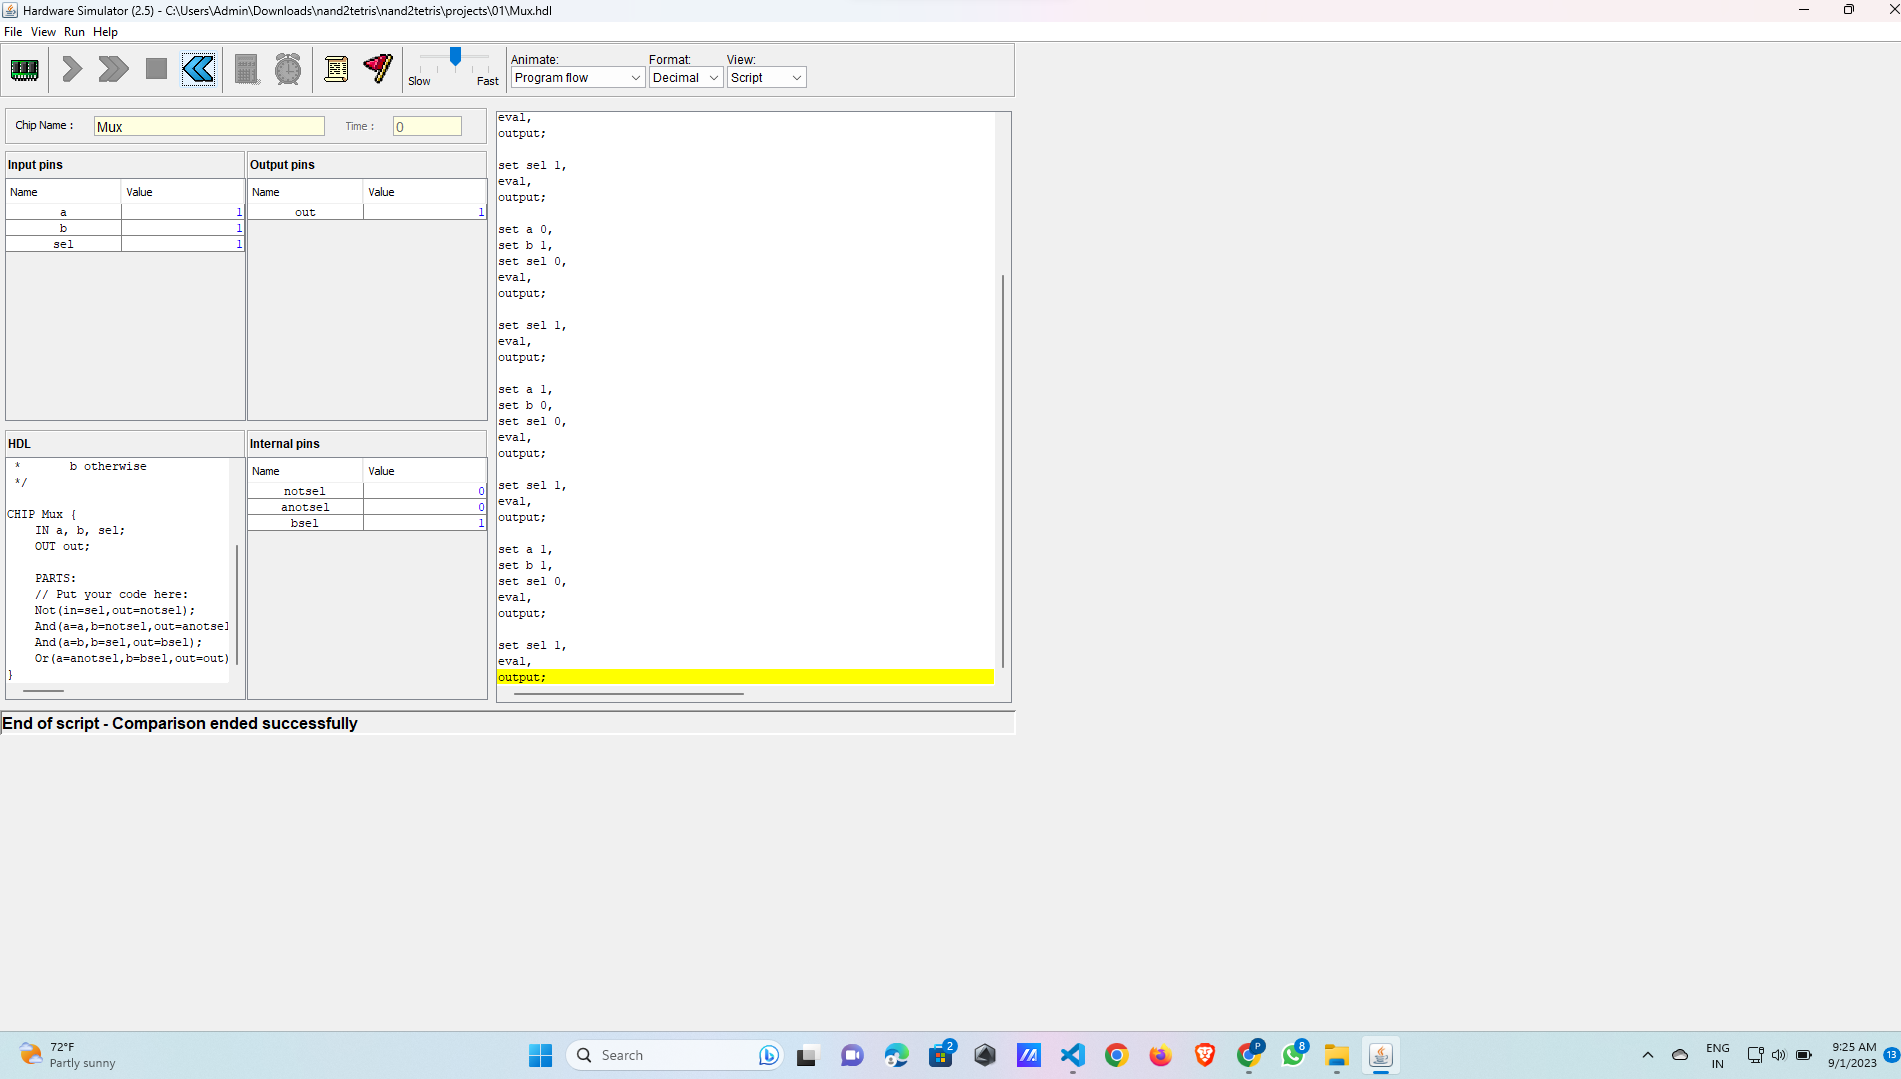 Hardware Simulator (2.5) - C:\Users\Admin\Downloads\nand2tetris\nand2tetris\projects\01\Mux.hdl
File View Run Help
Slow Fast
Animate: Format: View:
Program flow Decimal Script
Chip Name : Mux Time : 0
Input pins
Name Value
a 1
b 1
sel 1
Output pins
Name Value
out 1
HDL
* b otherwise
*/
CHIP Mux {
IN a, b, sel;
OUT out;
PARTS:
// Put your code here:
Not(in=sel,out=notsel);
And(a=a,b=notsel,out=anotsel
And(a=b,b=sel,out=bsel);
Or(a=anotsel,b=bsel,out=out)
}
Internal pins
Name Value
notsel 0
anotsel 0
bsel 1
eval,
output;
set sel 1,
eval,
output;
set a 0,
set b 1,
set sel 0,
eval,
output;
set sel 1,
eval,
output;
set a 1,
set b 0,
set sel 0,
eval,
output;
set sel 1,
eval,
output;
set a 1,
set b 1,
set sel 0,
eval,
output;
set sel 1,
eval,
output;
End of script - Comparison ended successfully
72°F
Partly sunny
Search
2
P
8
ENG
IN
9:25 AM
9/1/2023
13